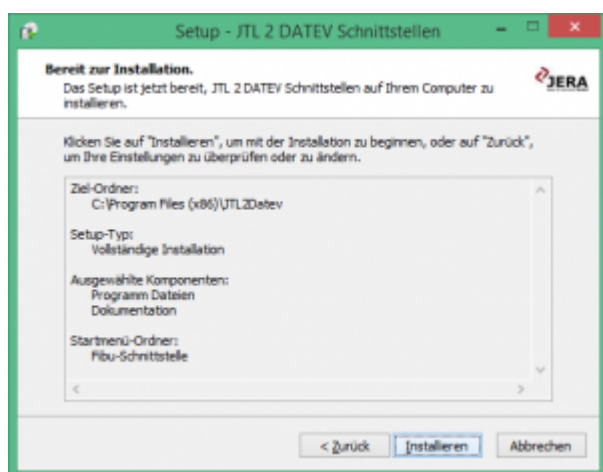 Setup - JTL 2 DATEV Schnittstellen
Bereit zur Installation.
Das Setup ist jetzt bereit, JTL 2 DATEV Schnittstellen auf Ihrem Computer zu
installieren.
JERA
Klicken Sie auf "Installieren", um mit der Installation zu beginnen, oder auf "Zurück",
um Ihre Einstellungen zu überprüfen oder zu ändern.
Ziel-Ordner:
C:\Program Files (x86)\JTL2Datev
Setup-Typ:
Vollständige Installation
Ausgewählte Komponenten:
Programm Dateien
Dokumentation
Startmenü-Ordner:
Fibu-Schnittstelle
< Zurück
Installieren
Abbrechen